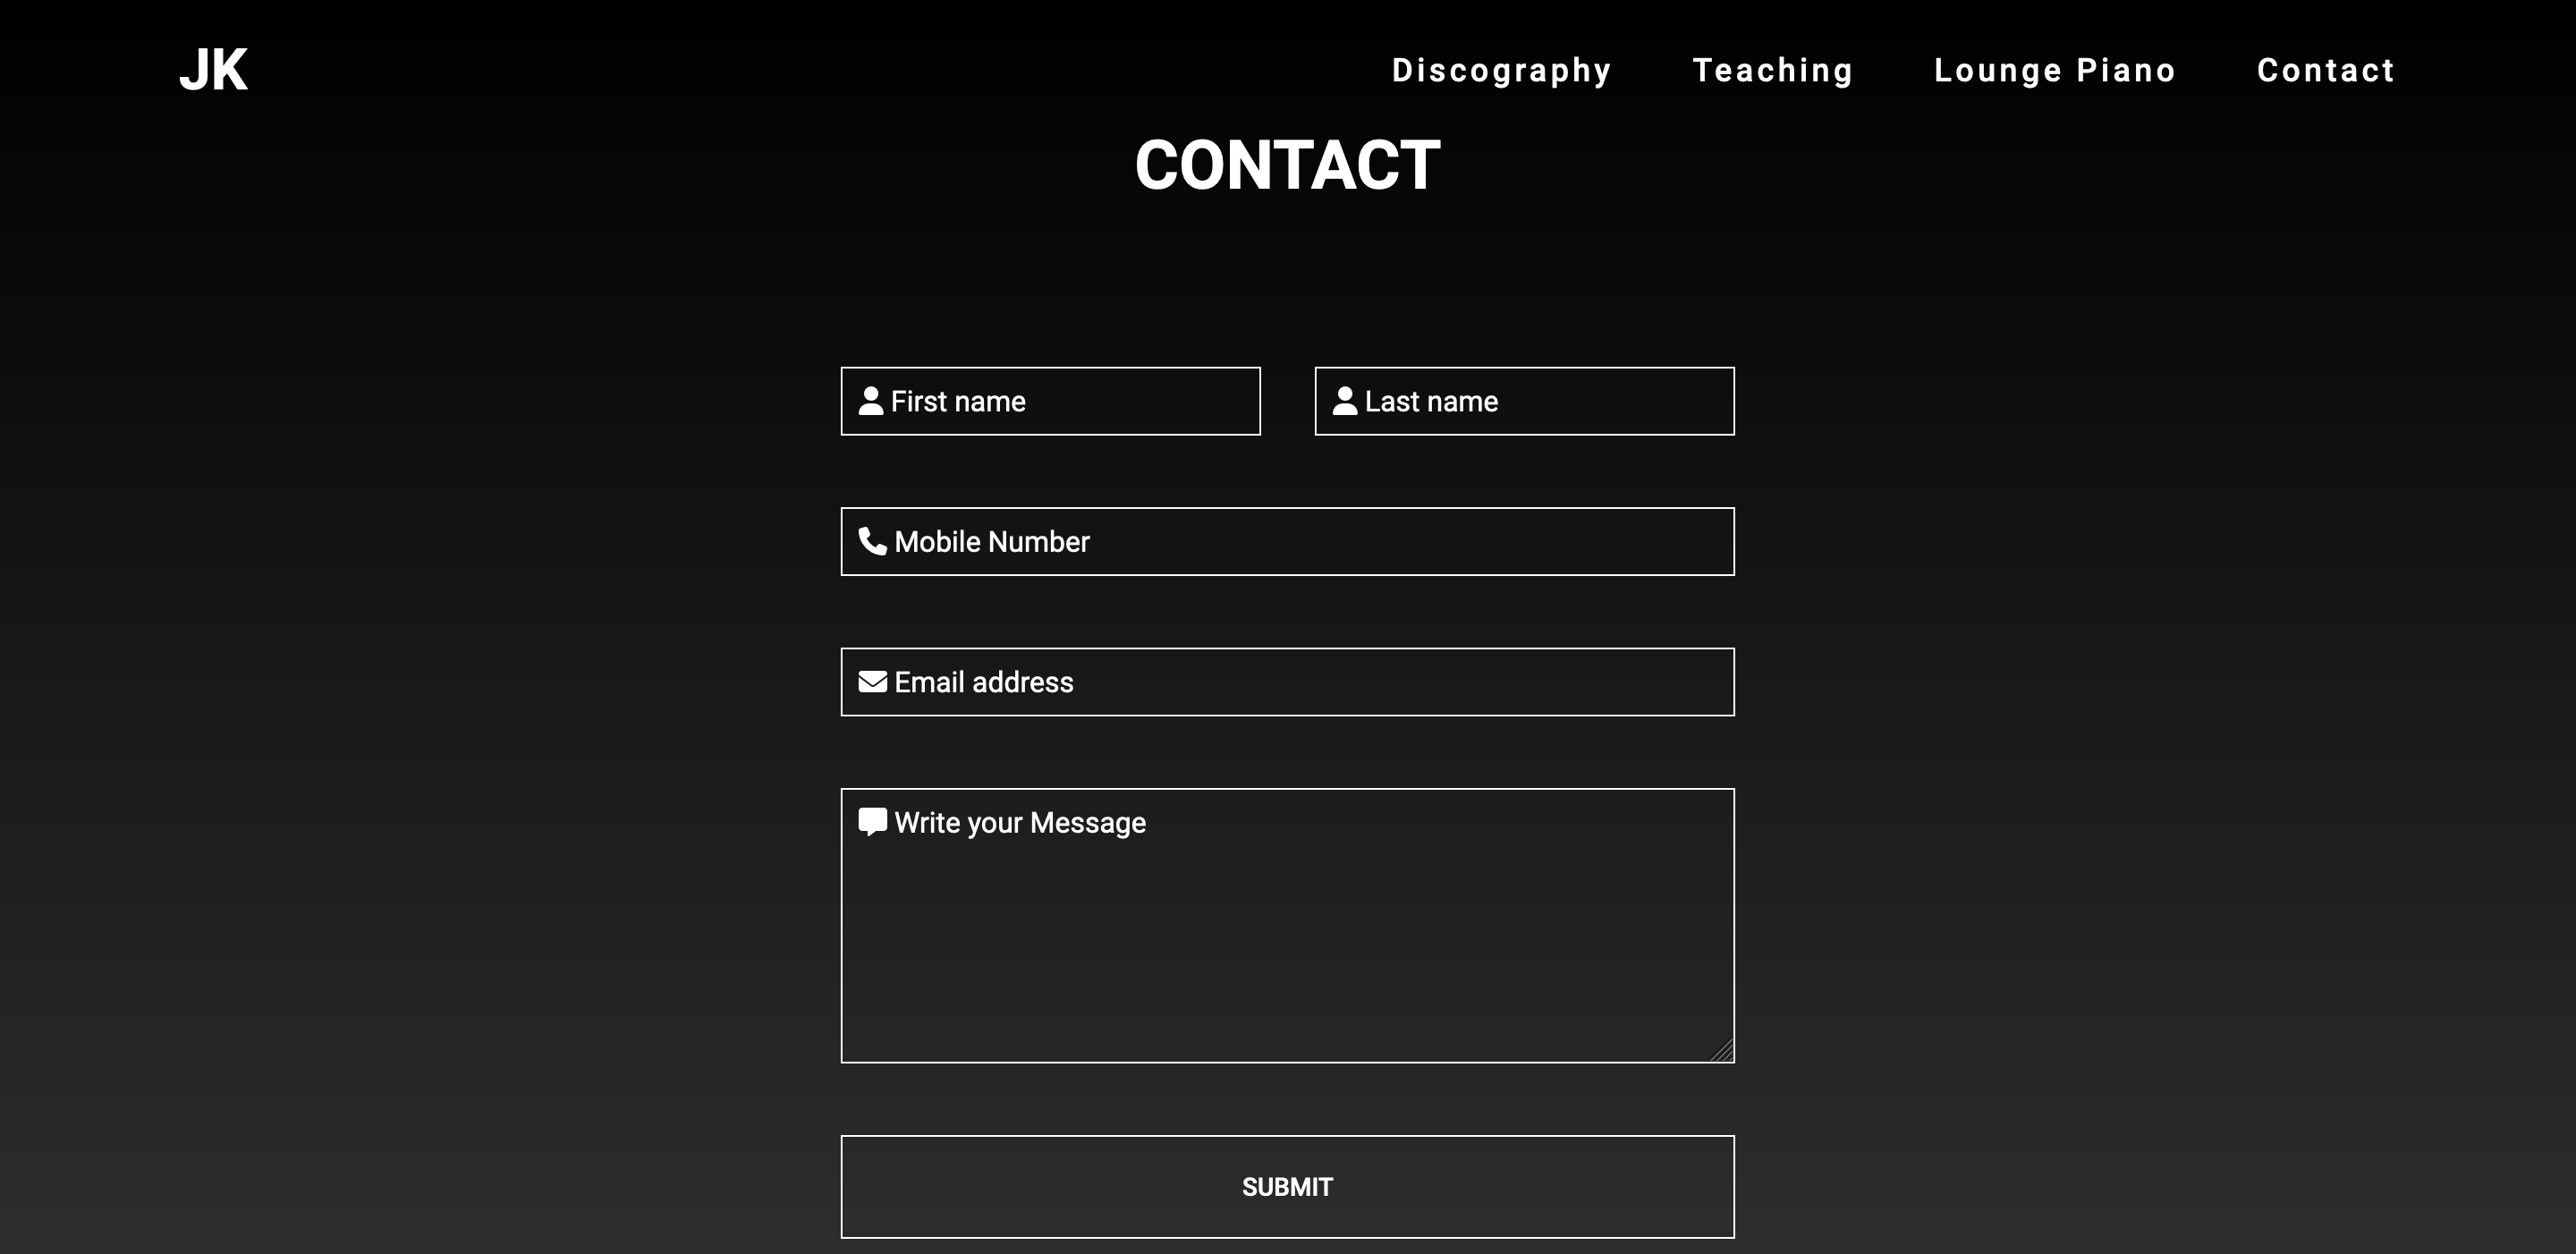 JK
Discography Teaching Lounge Piano Contact
CONTACT
First name Last name
Mobile Number
Email address
Write your Message
SUBMIT